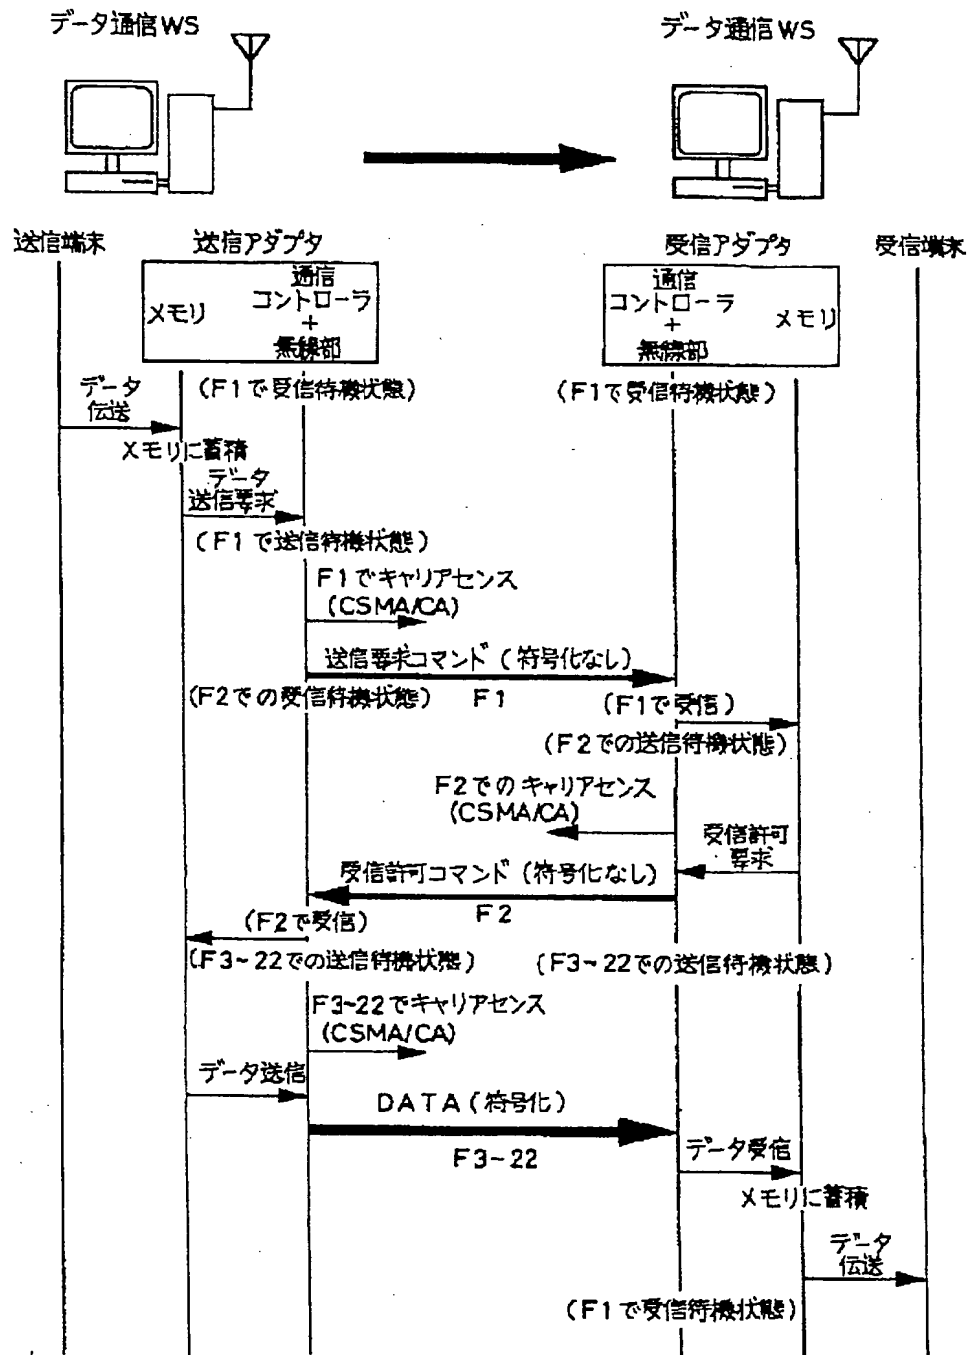 データ通信WS
データ通信WS
送信端末
送信アダプタ
受信アダプタ
受信端末
メモリ
通信
コントローラ
+
無線部
通信
コントローラ
+
無線部
メモリ
データ
伝送
(F1で受信待機状態)
(F1で受信待機状態)
メモリに蓄積
データ
送信要求
(F1で送信待機状態)
F1でキャリアセンス
(CSMA/CA)
送信要求コマンド(符号化なし)
(F2での受信待機状態)
F1
(F1で受信)
(F2での送信待機状態)
F2でのキャリアセンス
(CSMA/CA)
受信許可
要求
受信許可コマンド(符号化なし)
F2
(F2で受信)
(F3~22での送信待機状態)
(F3~22での送信待機状態)
F3~22でキャリアセンス
(CSMA/CA)
データ送信
DATA(符号化)
F3~22
データ受信
メモリに蓄積
データ
伝送
(F1で受信待機状態)